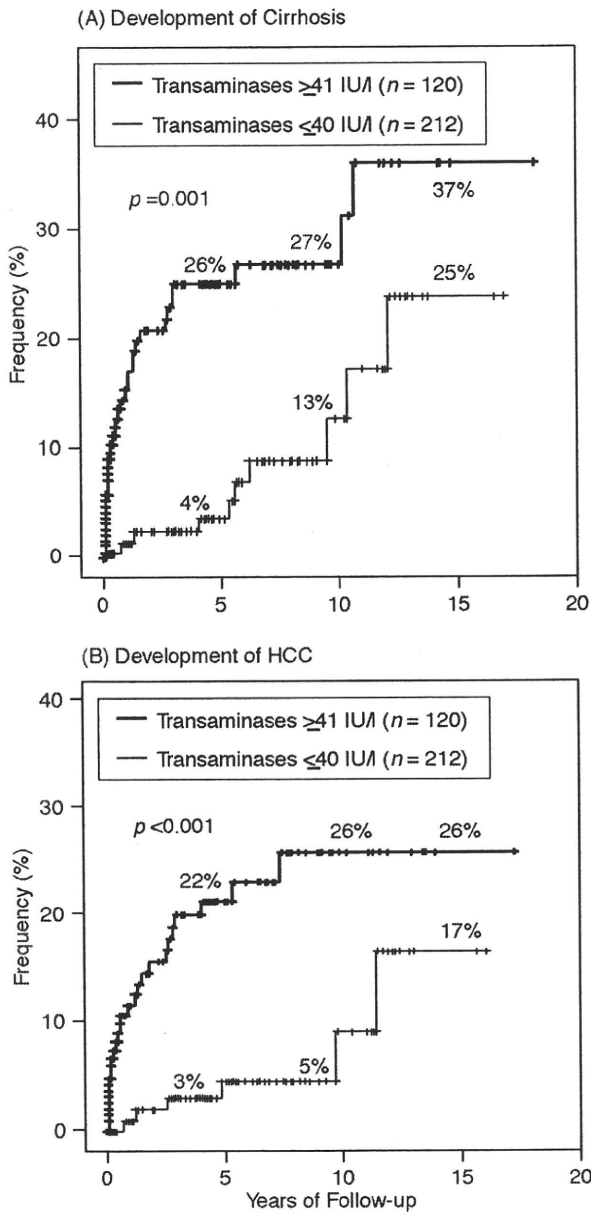 (A) Development of Cirrhosis
Transaminases ≥41 IU/l (n = 120)
Transaminases ≤40 IU/l (n = 212)
p =0.001
26%
27%
37%
4%
13%
25%
Frequency (%)
40
30
20
10
0
0 5 10 15 20
(B) Development of HCC
Transaminases ≥41 IU/l (n = 120)
Transaminases ≤40 IU/l (n = 212)
p <0.001
22%
26%
26%
3%
5%
17%
Frequency (%)
40
30
20
10
0
0 5 10 15 20
Years of Follow-up